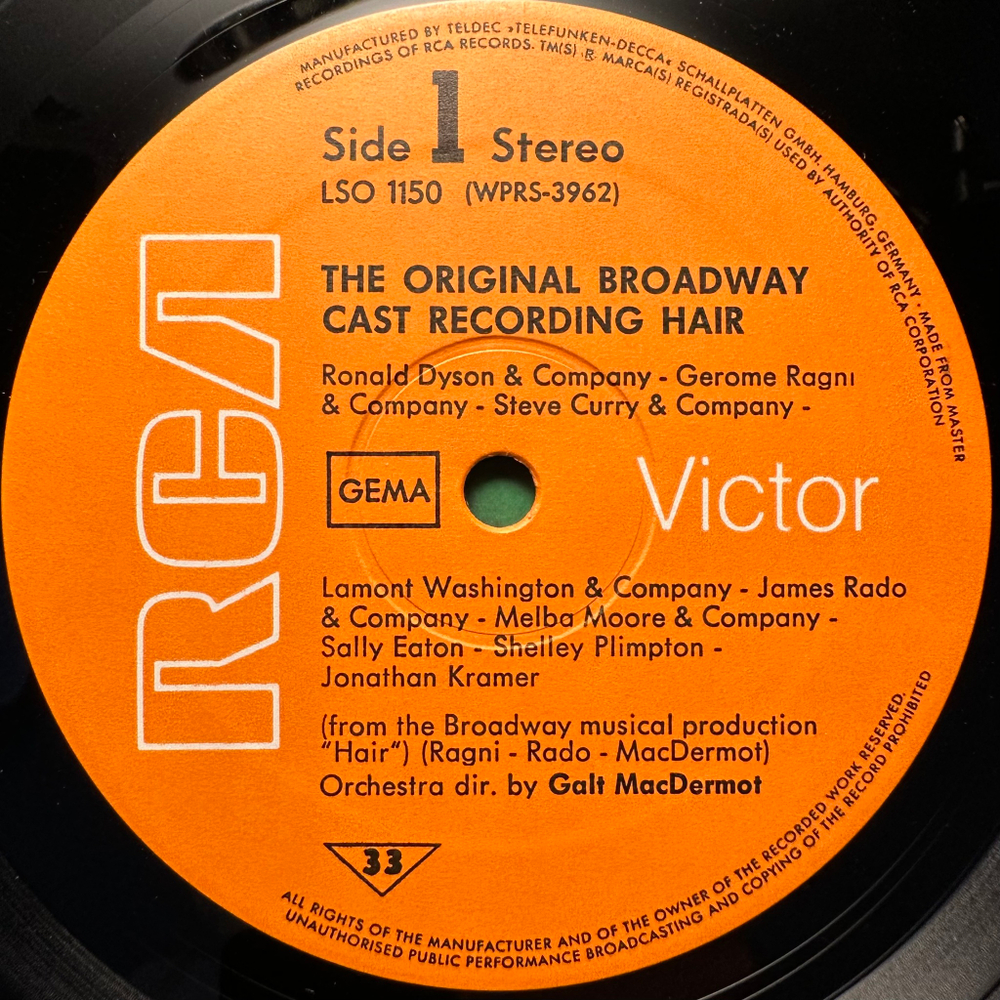 MANUFACTURED BY TELDEC »TELEFUNKEN-DECCA« SCHALLPLATTEN GMBH. HAMBURG, GERMANY · MADE FROM MASTER
RECORDINGS OF RCA RECORDS. TM(S) ® MARCA(S) REGISTRADA(S) USED BY AUTHORITY OF RCA CORPORATION
Side 1 Stereo
LSO 1150 (WPRS-3962)
THE ORIGINAL BROADWAY
CAST RECORDING HAIR
Ronald Dyson & Company - Gerome Ragni
& Company - Steve Curry & Company -
RCA
GEMA
Victor
Lamont Washington & Company - James Rado
& Company - Melba Moore & Company -
Sally Eaton - Shelley Plimpton -
Jonathan Kramer
(from the Broadway musical production
“Hair“) (Ragni - Rado - MacDermot)
Orchestra dir. by Galt MacDermot
33
ALL RIGHTS OF THE MANUFACTURER AND OF THE OWNER OF THE RECORDED WORK RESERVED.
UNAUTHORISED PUBLIC PERFORMANCE BROADCASTING AND COPYING OF THE RECORD PROHIBITED